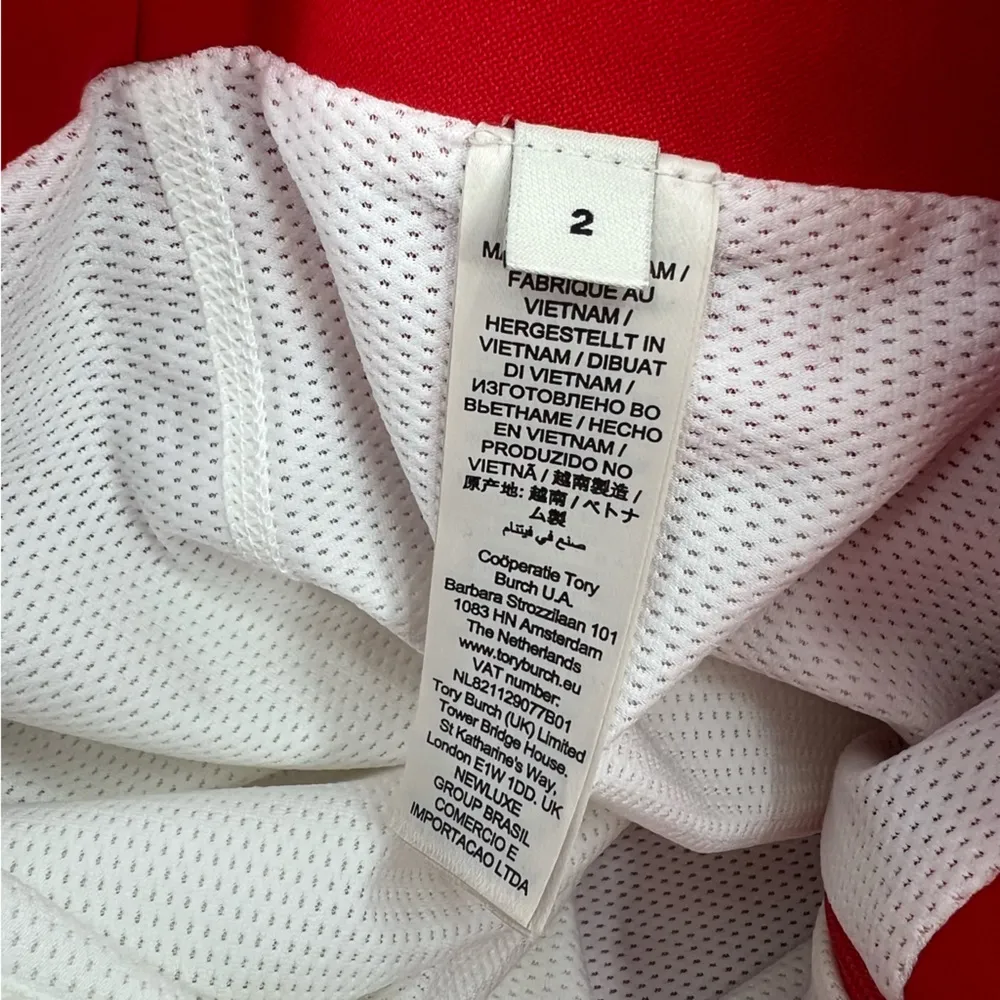 2
AM /
FABRIQUE AU
VIETNAM /
HERGESTELLT IN
VIETNAM / DIBUAT
DI VIETNAM /
ИЗГОТОВЛЕНО ВО
ВЬЕТНАМЕ / HECHO
EN VIETNAM /
PRODUZIDO NO
VIETNÃ / 越南製造 /
原产地: 越南 / ベトナ
ム製
صنع في فيتنام
Coöperatie Tory
Burch U.A.
Barbara Strozzilaan 101
1083 HN Amsterdam
The Netherlands
www.toryburch.eu
VAT number:
NL821129077B01
Tory Burch (UK) Limited
Tower Bridge House.
St Katharine's Way.
London E1W 1DD. UK
NEWLUXE
GROUP BRASIL
COMERCIO E
IMPORTACAO LTDA